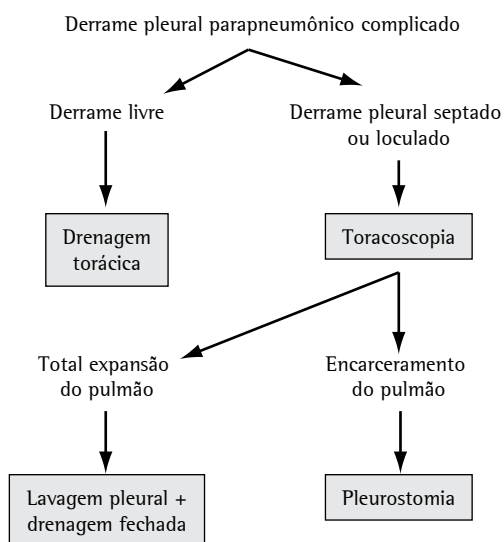 Derrame pleural parapneumônico complicado
Derrame livre
Derrame pleural septado
ou loculado
Drenagem
torácica
Toracoscopia
Total expansão
do pulmão
Encarceramento
do pulmão
Lavagem pleural +
drenagem fechada
Pleurostomia